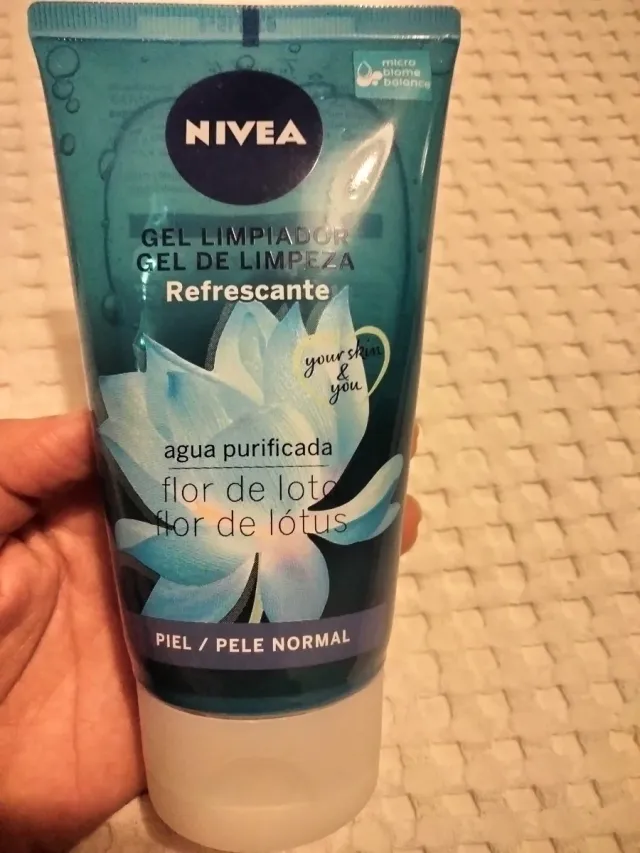 micro
biome
balance
NIVEA
GEL LIMPIADOR
GEL DE LIMPEZA
Refrescante
your skin
&
you
agua purificada
flor de loto
flor de lótus
PIEL / PELE NORMAL